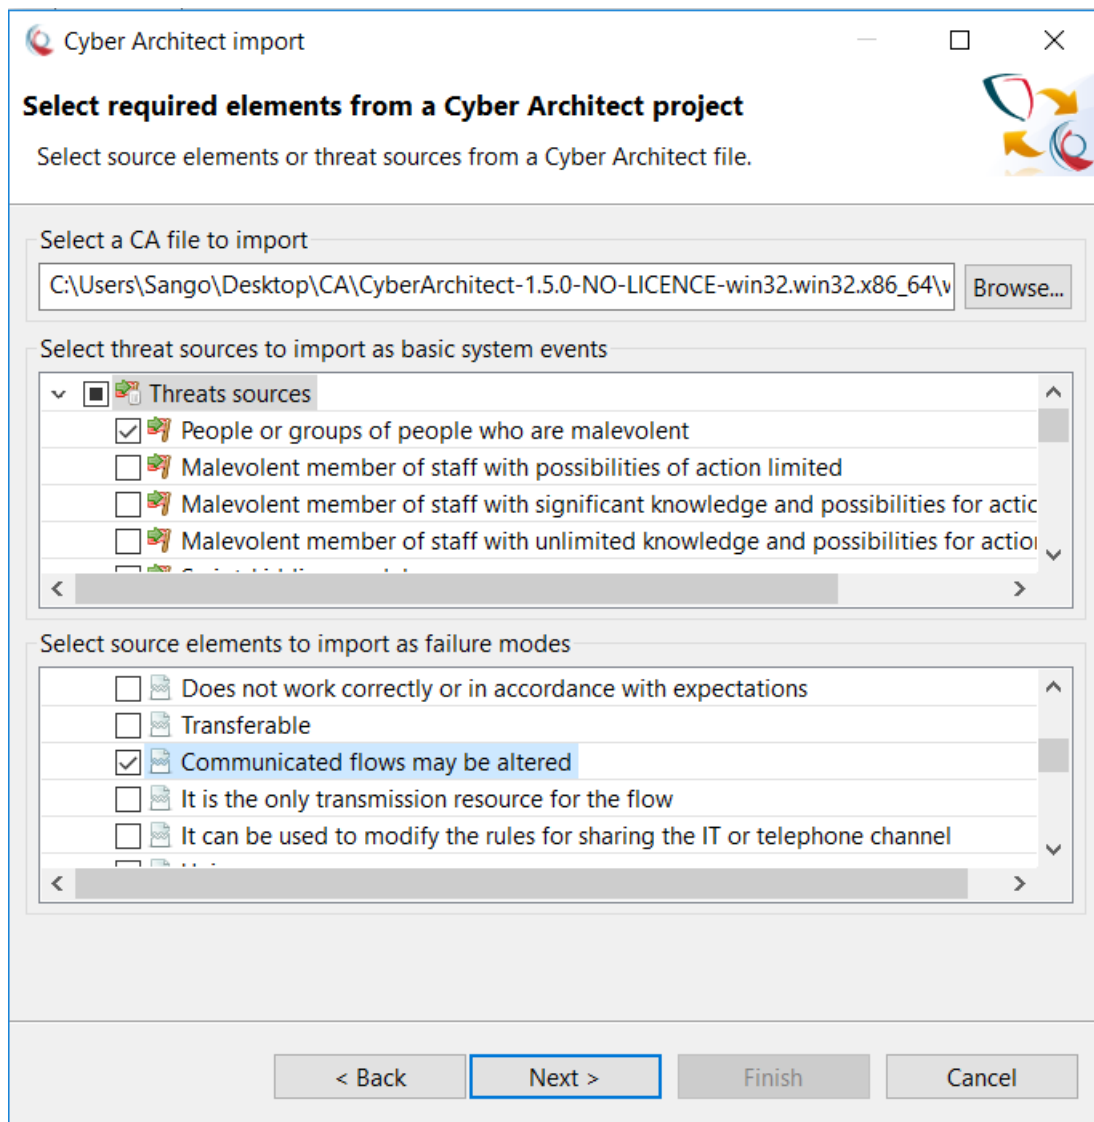 Cyber Architect import
Select required elements from a Cyber Architect project
Select source elements or threat sources from a Cyber Architect file.
Select a CA file to import
C:\Users\Sango\Desktop\CA\CyberArchitect-1.5.0-NO-LICENCE-win32.win32.x86_64\
Browse...
Select threat sources to import as basic system events
Threats sources
People or groups of people who are malevolent
Malevolent member of staff with possibilities of action limited
Malevolent member of staff with significant knowledge and possibilities for actic
Malevolent member of staff with unlimited knowledge and possibilities for action
Select source elements to import as failure modes
Does not work correctly or in accordance with expectations
Transferable
Communicated flows may be altered
It is the only transmission resource for the flow
It can be used to modify the rules for sharing the IT or telephone channel
< Back
Next >
Finish
Cancel